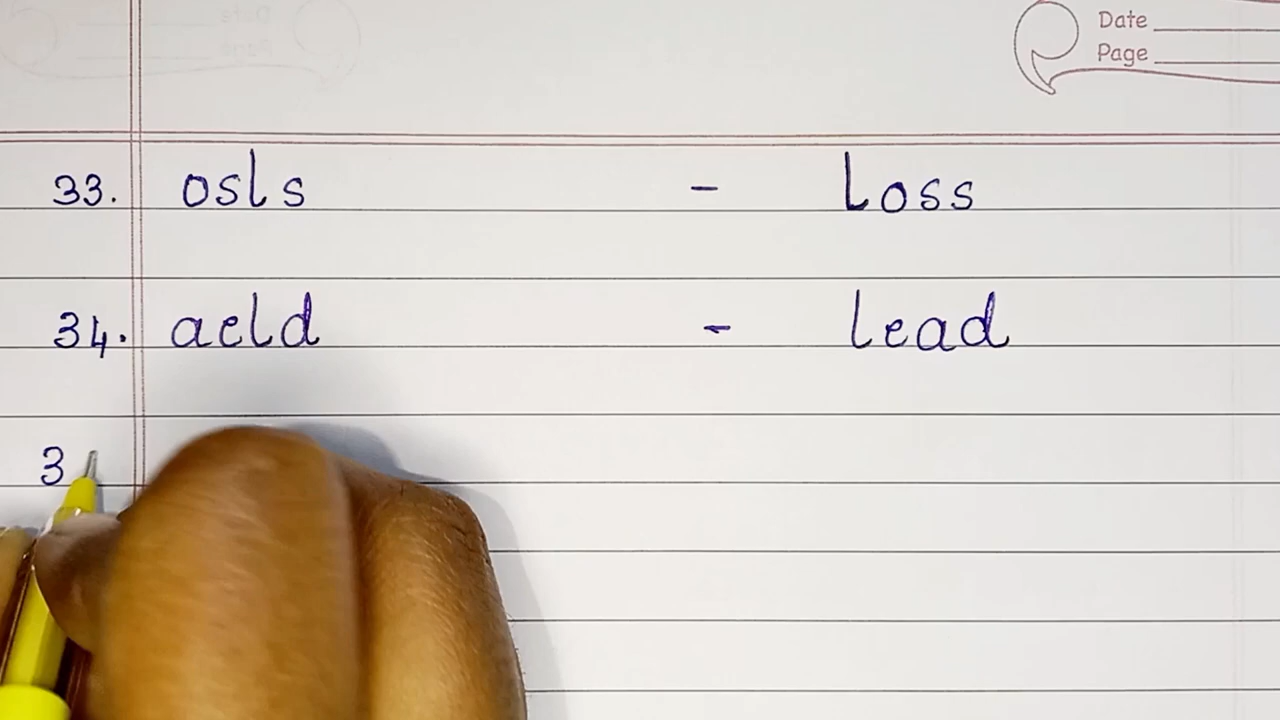 Date
Page
33. osls - Loss
34. aeld - lead
3